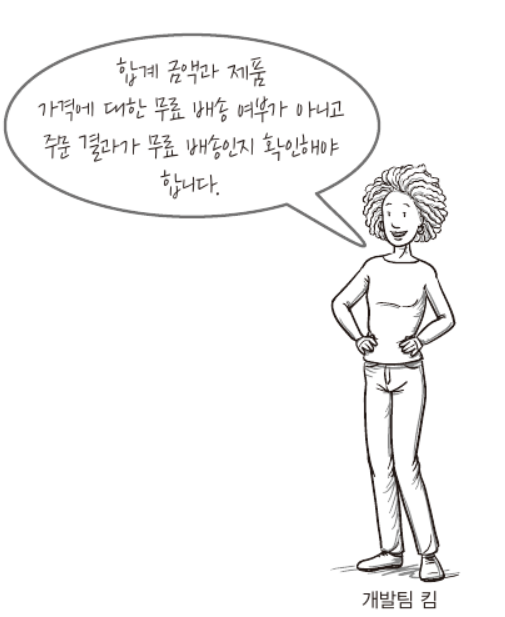 합계 금액과 제품
가격에 대한 무료 배송 여부가 아니고
주문 결과가 무료 배송인지 확인해야
합니다.
개발팀 킴